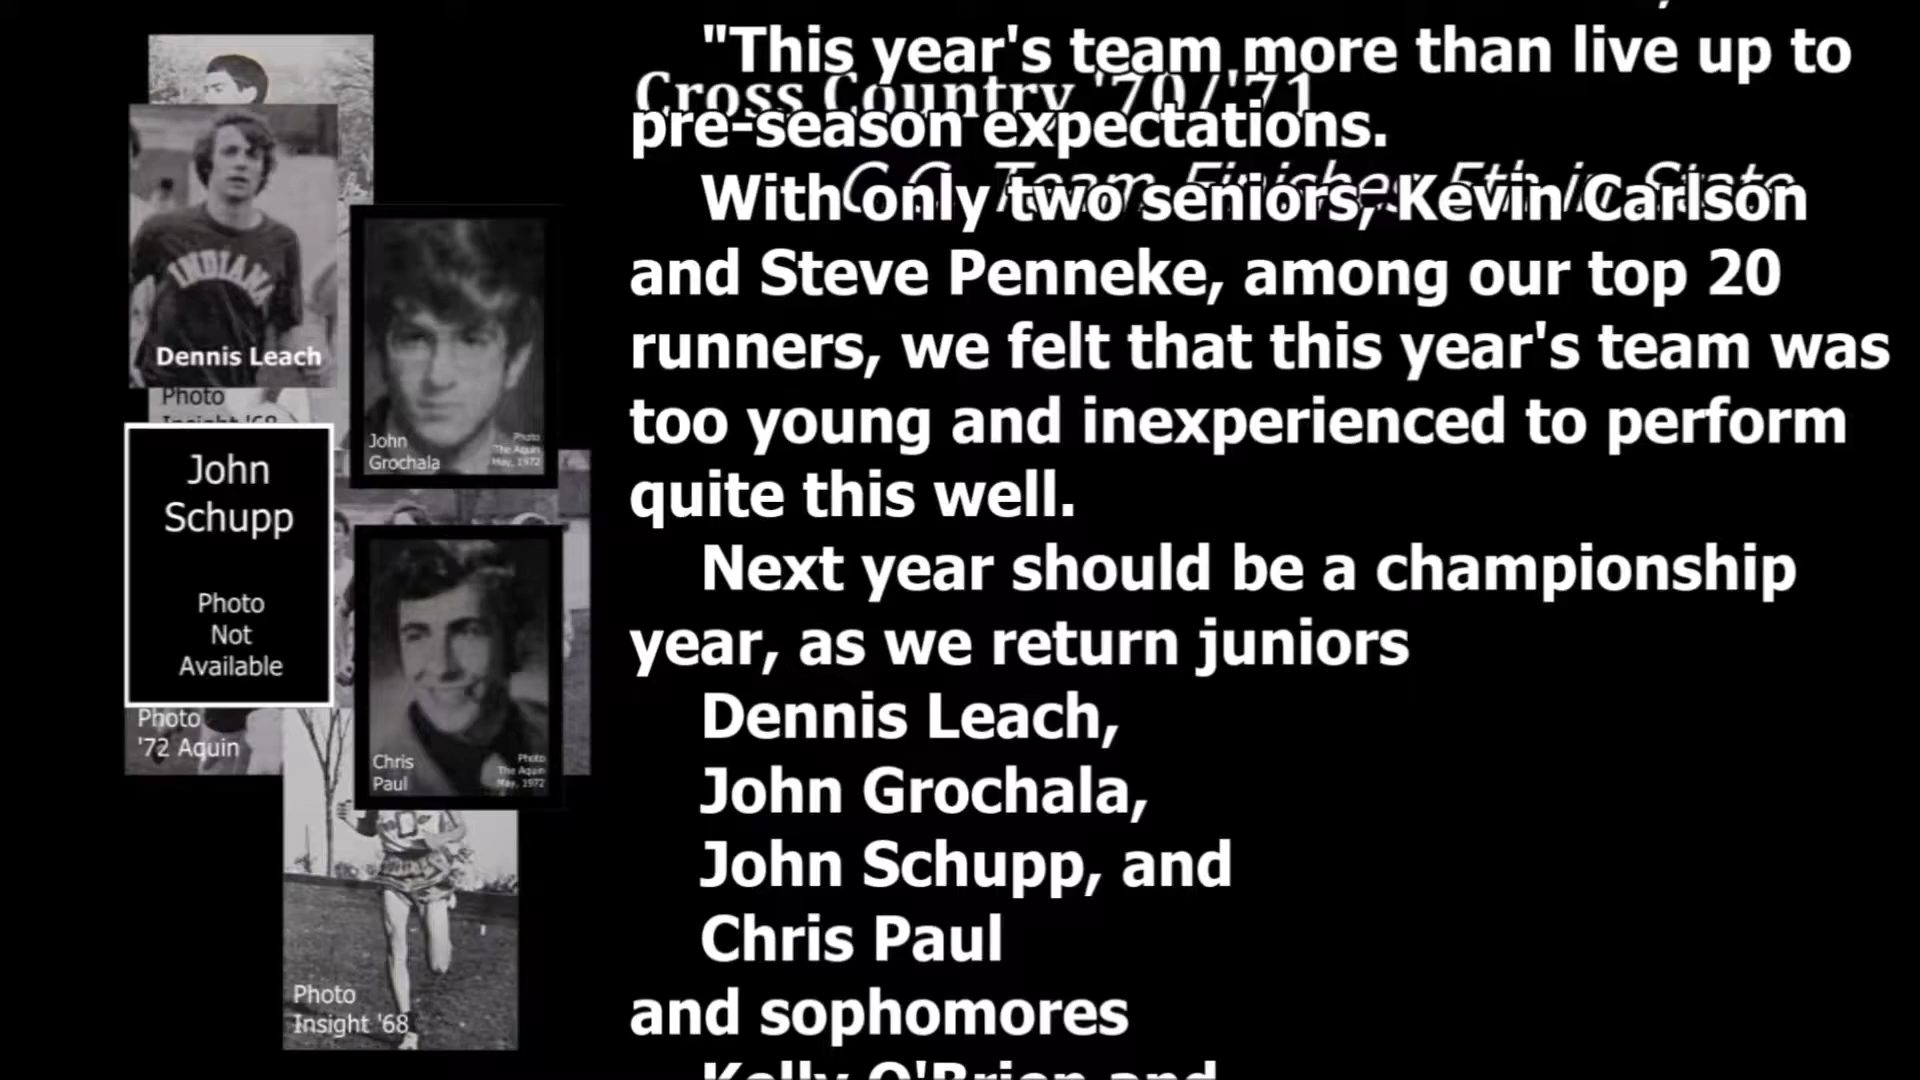 "This year's team more than live up to
Cross Country '70/'71
pre-season expectations.
C.C. Team Finishes 5th in State
With only two seniors, Kevin Carlson
and Steve Penneke, among our top 20
runners, we felt that this year's team was
too young and inexperienced to perform
quite this well.
Next year should be a championship
year, as we return juniors
Dennis Leach,
John Grochala,
John Schupp, and
Chris Paul
and sophomores
Kelly O'Brien and
INDIANA
Dennis Leach
Photo
Insight '68
John
Grochala
Photo
The Aquin
May, 1972
John
Schupp
Photo
Not
Available
Photo
'72 Aquin
Chris
Paul
Photo
The Aquin
May, 1972
Photo
Insight '68